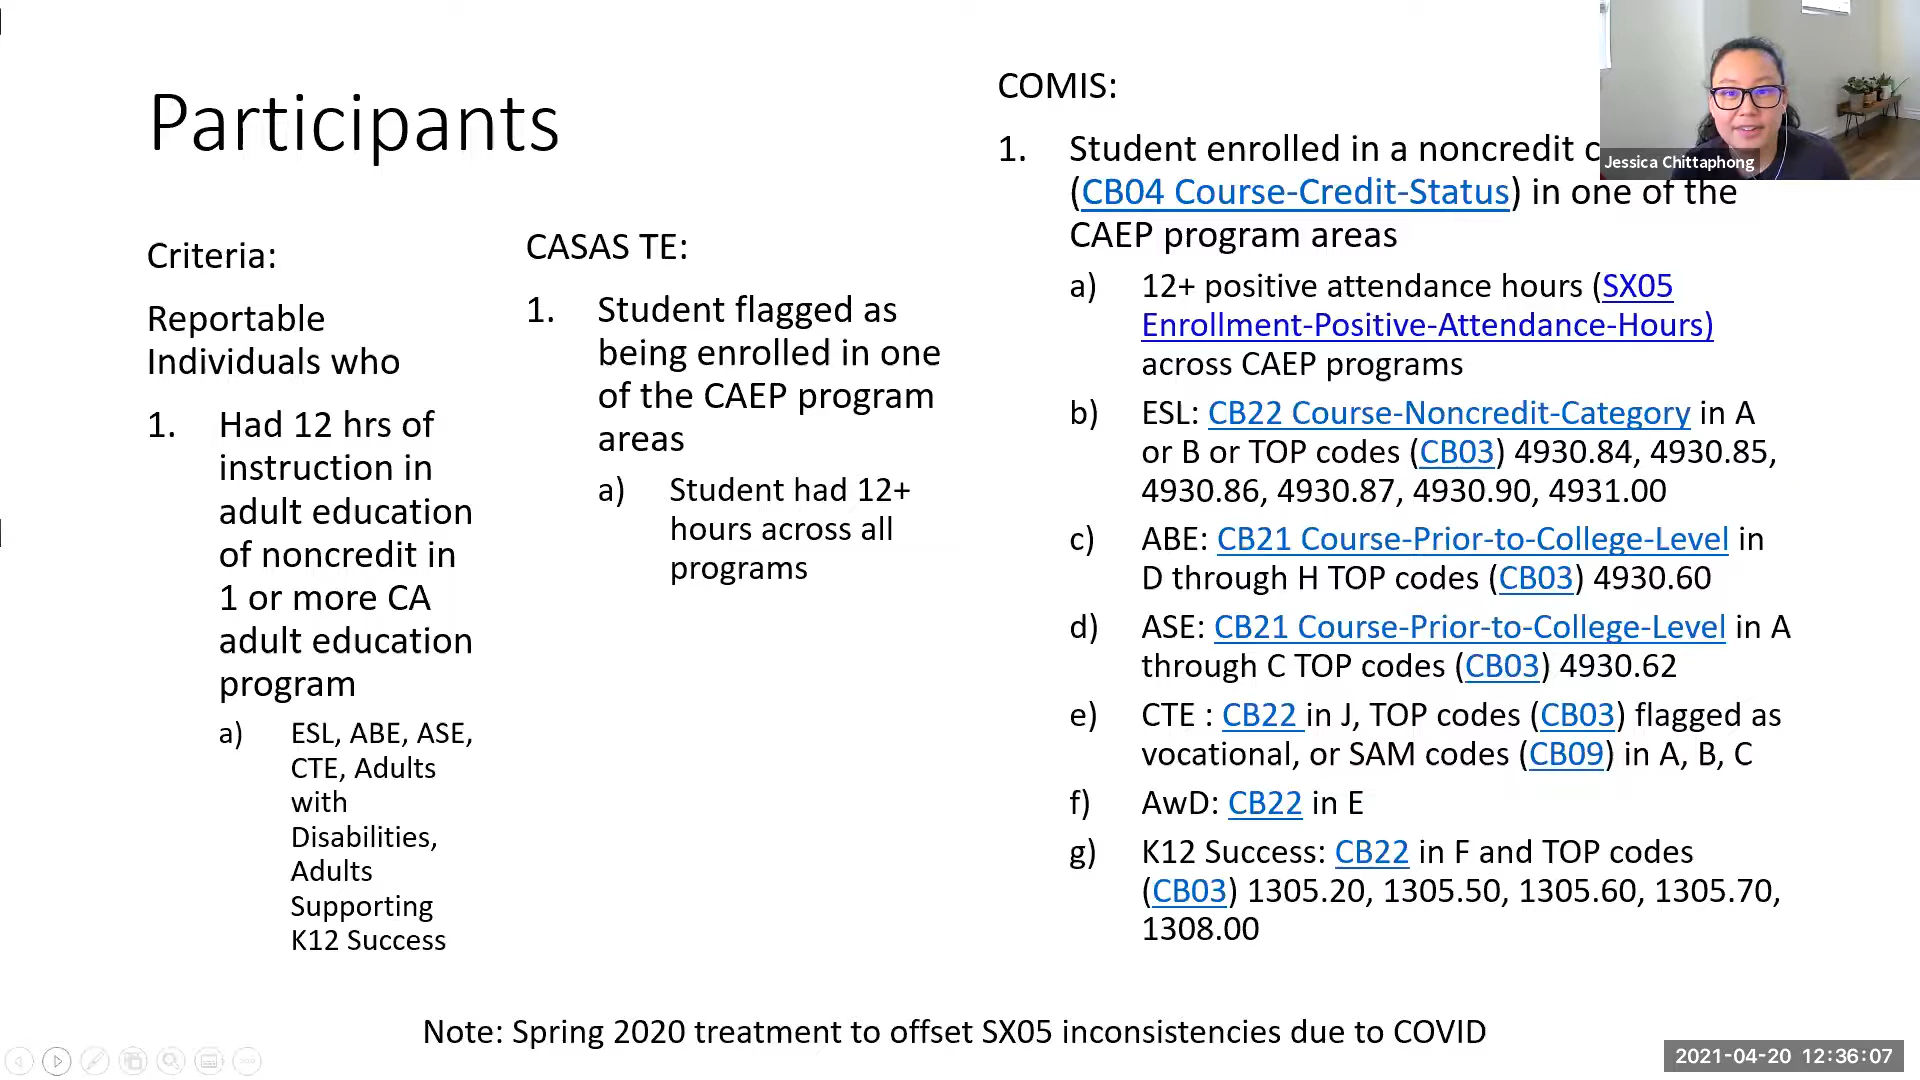 Participants
Criteria:
Reportable
Individuals who
1. Had 12 hrs of
instruction in
adult education
of noncredit in
1 or more CA
adult education
program
a) ESL, ABE, ASE,
CTE, Adults
with
Disabilities,
Adults
Supporting
K12 Success
CASAS TE:
1. Student flagged as
being enrolled in one
of the CAEP program
areas
a) Student had 12+
hours across all
programs
COMIS:
1. Student enrolled in a noncredit c
(CB04 Course-Credit-Status) in one of the
CAEP program areas
a) 12+ positive attendance hours (SX05
Enrollment-Positive-Attendance-Hours)
across CAEP programs
b) ESL: CB22 Course-Noncredit-Category in A
or B or TOP codes (CB03) 4930.84, 4930.85,
4930.86, 4930.87, 4930.90, 4931.00
c) ABE: CB21 Course-Prior-to-College-Level in
D through H TOP codes (CB03) 4930.60
d) ASE: CB21 Course-Prior-to-College-Level in A
through C TOP codes (CB03) 4930.62
e) CTE : CB22 in J, TOP codes (CB03) flagged as
vocational, or SAM codes (CB09) in A, B, C
f) AwD: CB22 in E
g) K12 Success: CB22 in F and TOP codes
(CB03) 1305.20, 1305.50, 1305.60, 1305.70,
1308.00
Note: Spring 2020 treatment to offset SX05 inconsistencies due to COVID
Jessica Chittaphong
2021-04-20 12:36:07